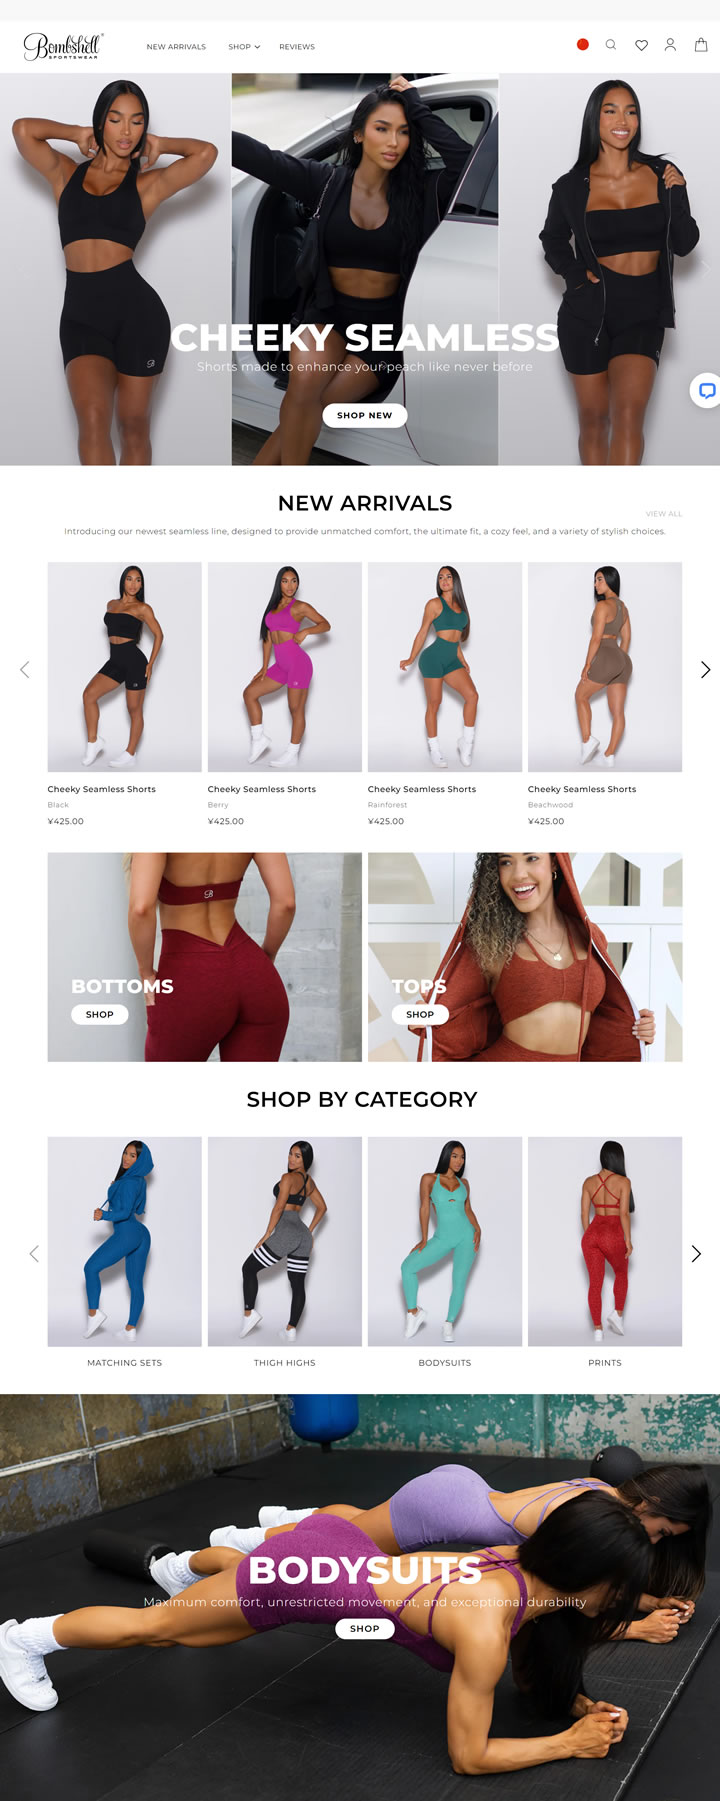 Bombshell®
SPORTSWEAR
NEW ARRIVALS
SHOP
REVIEWS
CHEEKY SEAMLESS
Shorts made to enhance your peach like never before
SHOP NEW
NEW ARRIVALS
VIEW ALL
Introducing our newest seamless line, designed to provide unmatched comfort, the ultimate fit, a cozy feel, and a variety of stylish choices.
Cheeky Seamless Shorts
Black
¥425.00
Cheeky Seamless Shorts
Berry
¥425.00
Cheeky Seamless Shorts
Rainforest
¥425.00
Cheeky Seamless Shorts
Beachwood
¥425.00
BOTTOMS
SHOP
TOPS
SHOP
SHOP BY CATEGORY
MATCHING SETS
THIGH HIGHS
BODYSUITS
PRINTS
BODYSUITS
Maximum comfort, unrestricted movement, and exceptional durability
SHOP